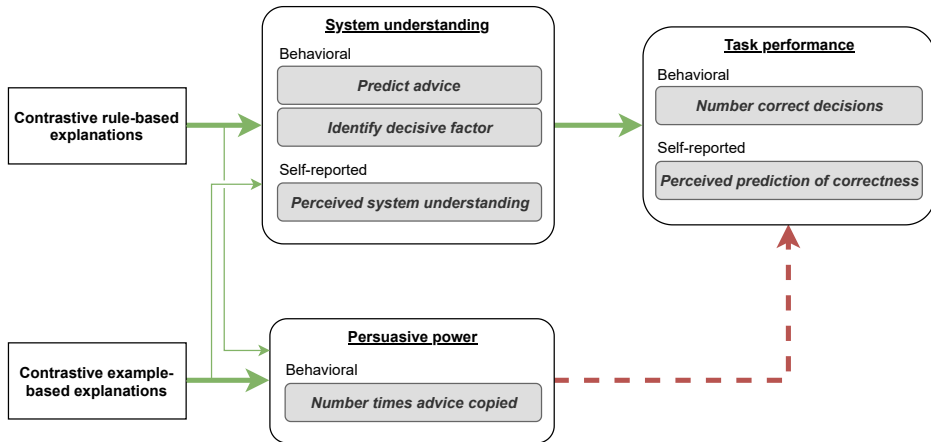 System understanding
Behavioral
Predict advice
Identify decisive factor
Self-reported
Perceived system understanding
Task performance
Behavioral
Number correct decisions
Self-reported
Perceived prediction of correctness
Contrastive rule-based
explanations
Contrastive example-
based explanations
Persuasive power
Behavioral
Number times advice copied